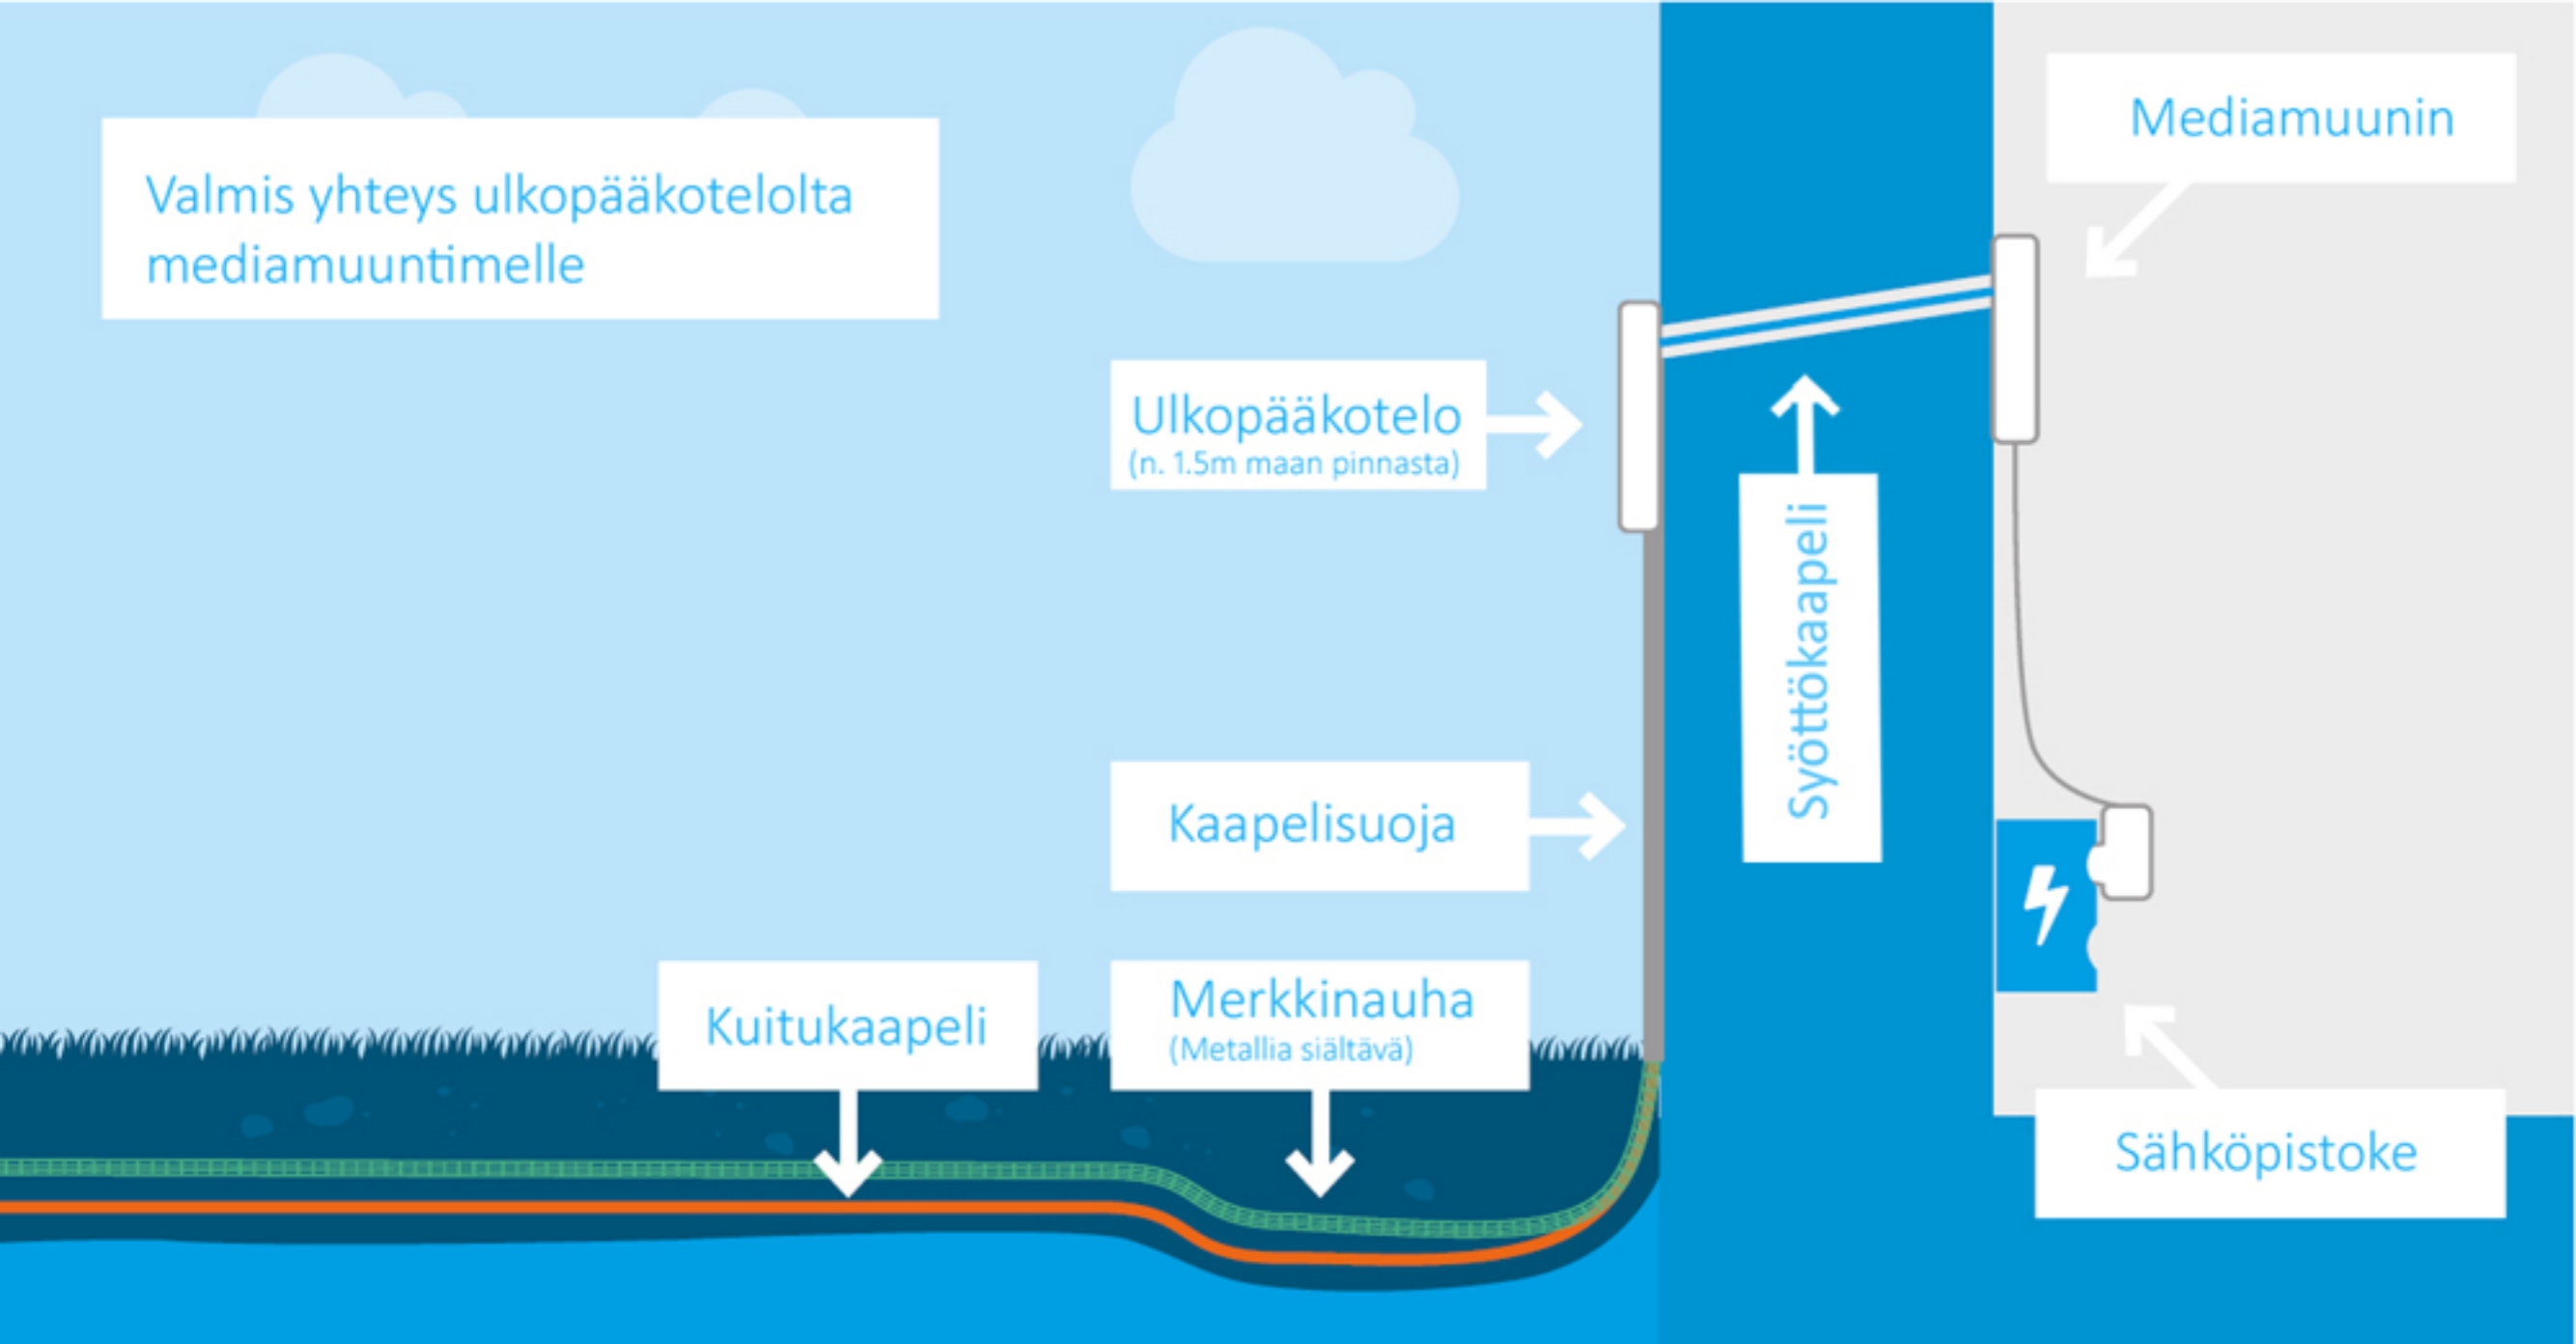 Valmis yhteys ulkopääkotelolta
mediamuuntimelle
Mediamuunin
Ulkopääkotelo
(n. 1.5m maan pinnasta)
Syöttökaapeli
Kaapelisuoja
Kuitukaapeli
Merkkinauha
(Metallia siältävä)
Sähköpistoke